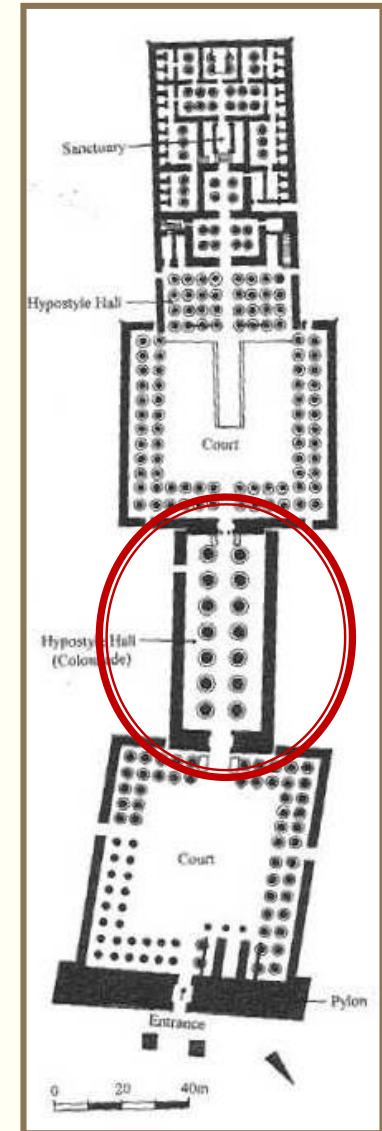 Sanctuary
Hypostyle Hall
Court
Hypostyle Hall
(Colonnade)
Court
Pylon
Entrance
0 20 40m